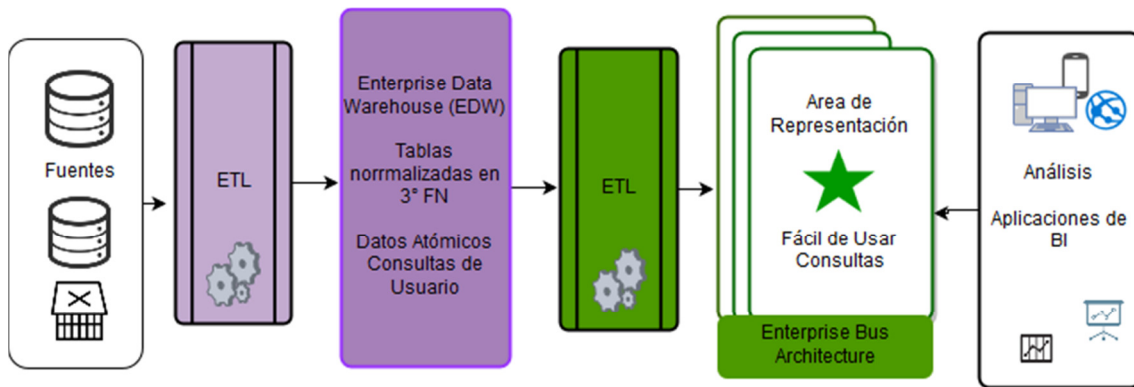 Fuentes
ETL
Enterprise Data
Warehouse (EDW)
Tablas
norrmalizadas en
3° FN
Datos Atómicos
Consultas de
Usuario
ETL
Area de
Representación
Fácil de Usar
Consultas
Enterprise Bus
Architecture
Análisis
Aplicaciones de
BI